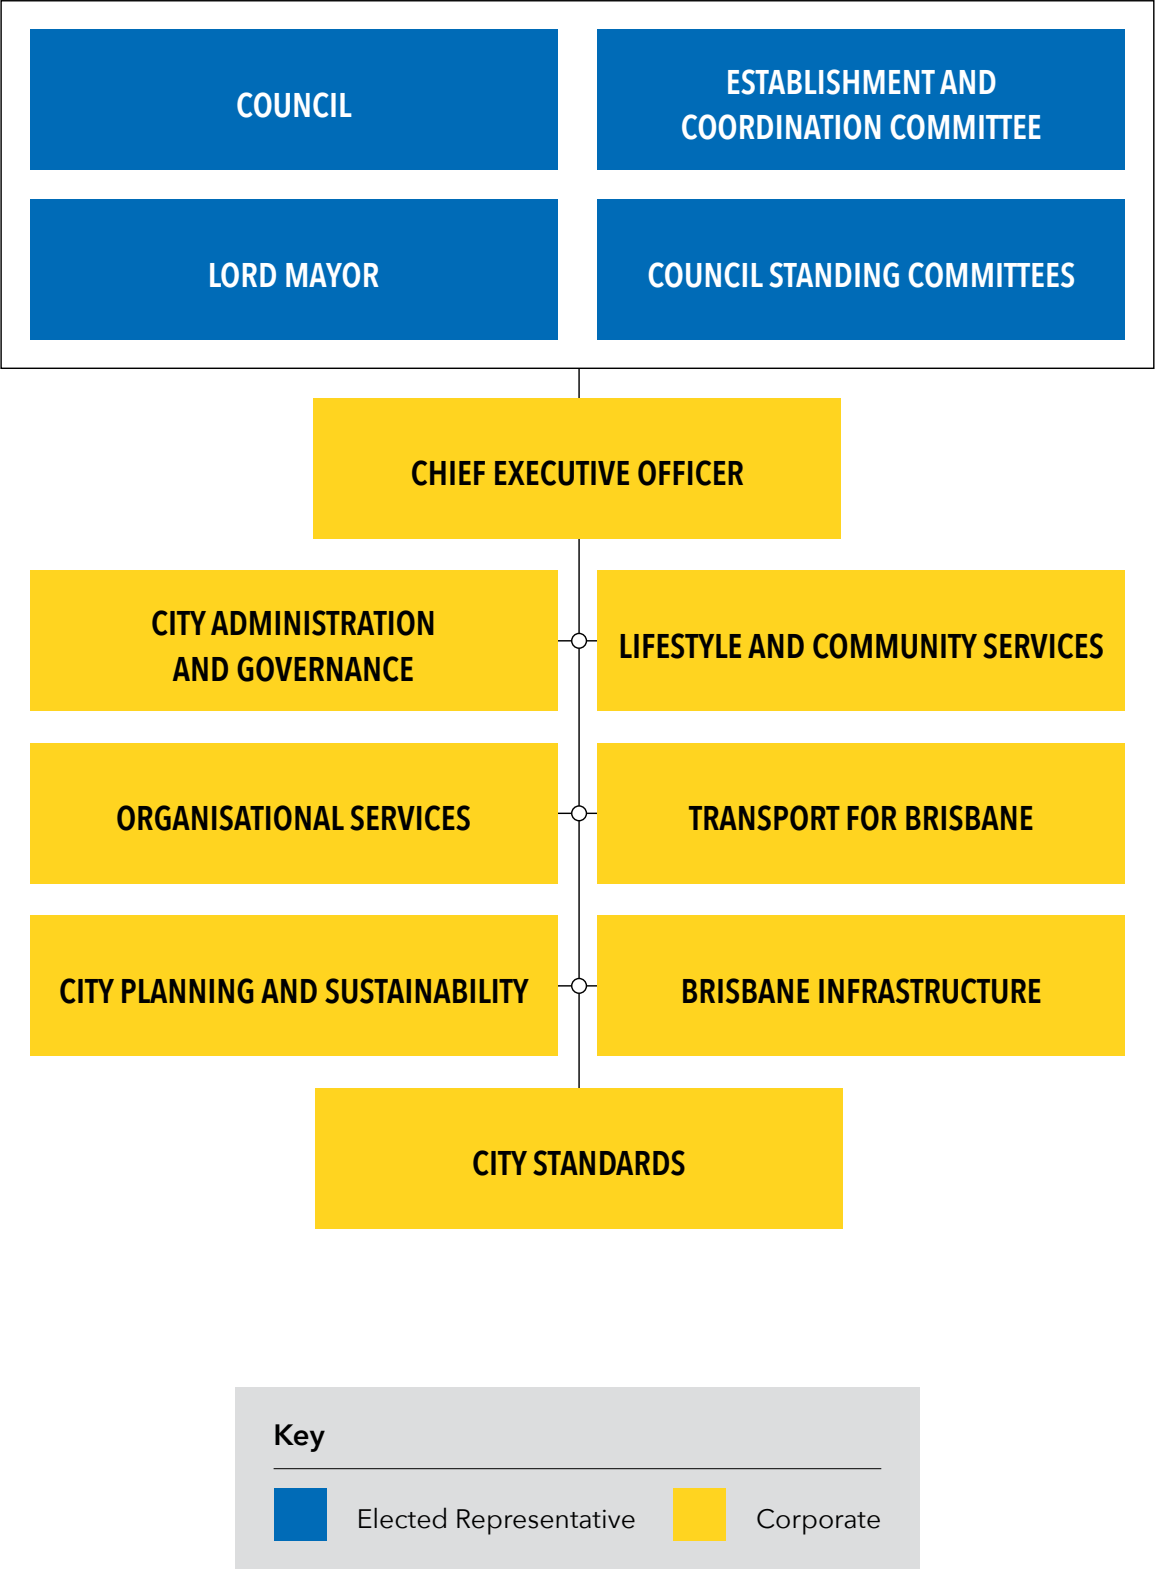 COUNCIL
ESTABLISHMENT AND
COORDINATION COMMITTEE
LORD MAYOR
COUNCIL STANDING COMMITTEES
CHIEF EXECUTIVE OFFICER
CITY ADMINISTRATION
AND GOVERNANCE
LIFESTYLE AND COMMUNITY SERVICES
ORGANISATIONAL SERVICES
TRANSPORT FOR BRISBANE
CITY PLANNING AND SUSTAINABILITY
BRISBANE INFRASTRUCTURE
CITY STANDARDS
Key
Elected Representative
Corporate